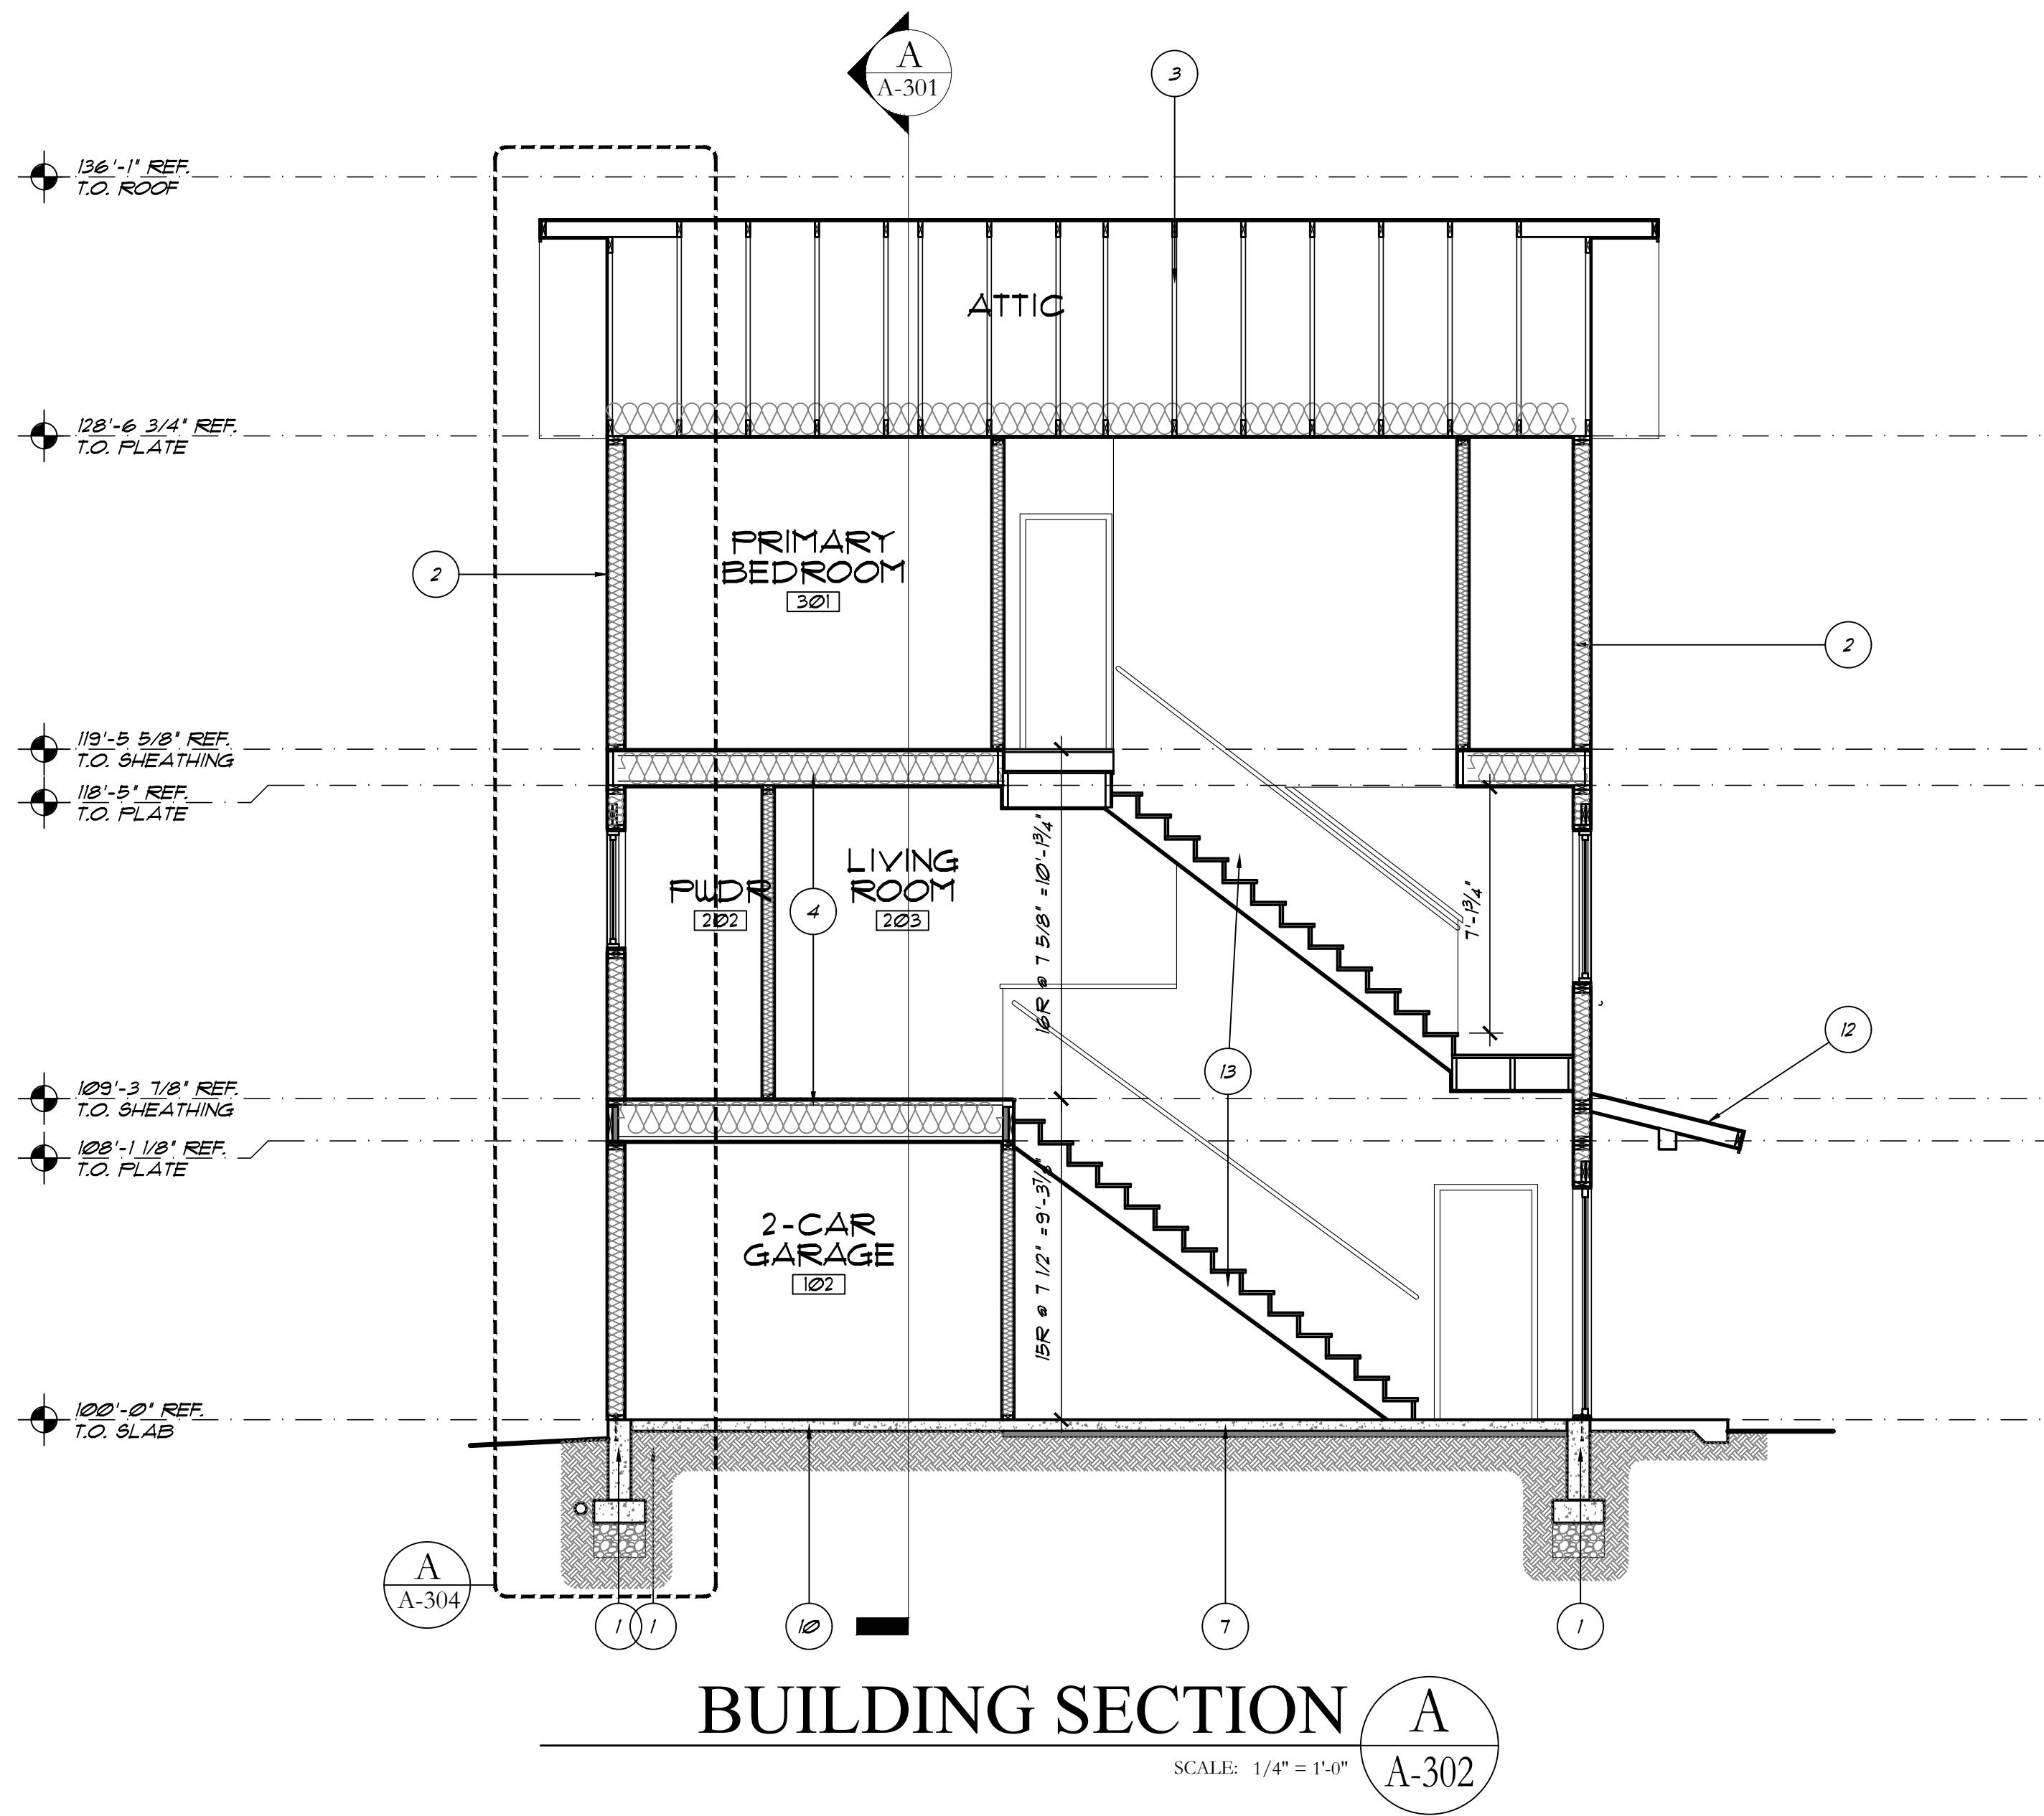 A
A-301
3
136'-1" REF.
T.O. ROOF
ATTIC
128'-6 3/4" REF.
T.O. PLATE
PRIMARY
BEDROOM
301
2
2
119'-5 5/8" REF.
T.O. SHEATHING
118'-5" REF.
T.O. PLATE
PWDR
202
4
LIVING
ROOM
203
16R @ 7 5/8" = 10'-1 3/4"
7'-1 3/4"
13
12
109'-3 7/8" REF.
T.O. SHEATHING
108'-1 1/8" REF.
T.O. PLATE
2-CAR
GARAGE
102
15R @ 7 1/2" = 9'-3 7/8"
100'-0" REF.
T.O. SLAB
A
A-304
1
1
10
7
1
BUILDING SECTION
SCALE: 1/4" = 1'-0"
A
A-302